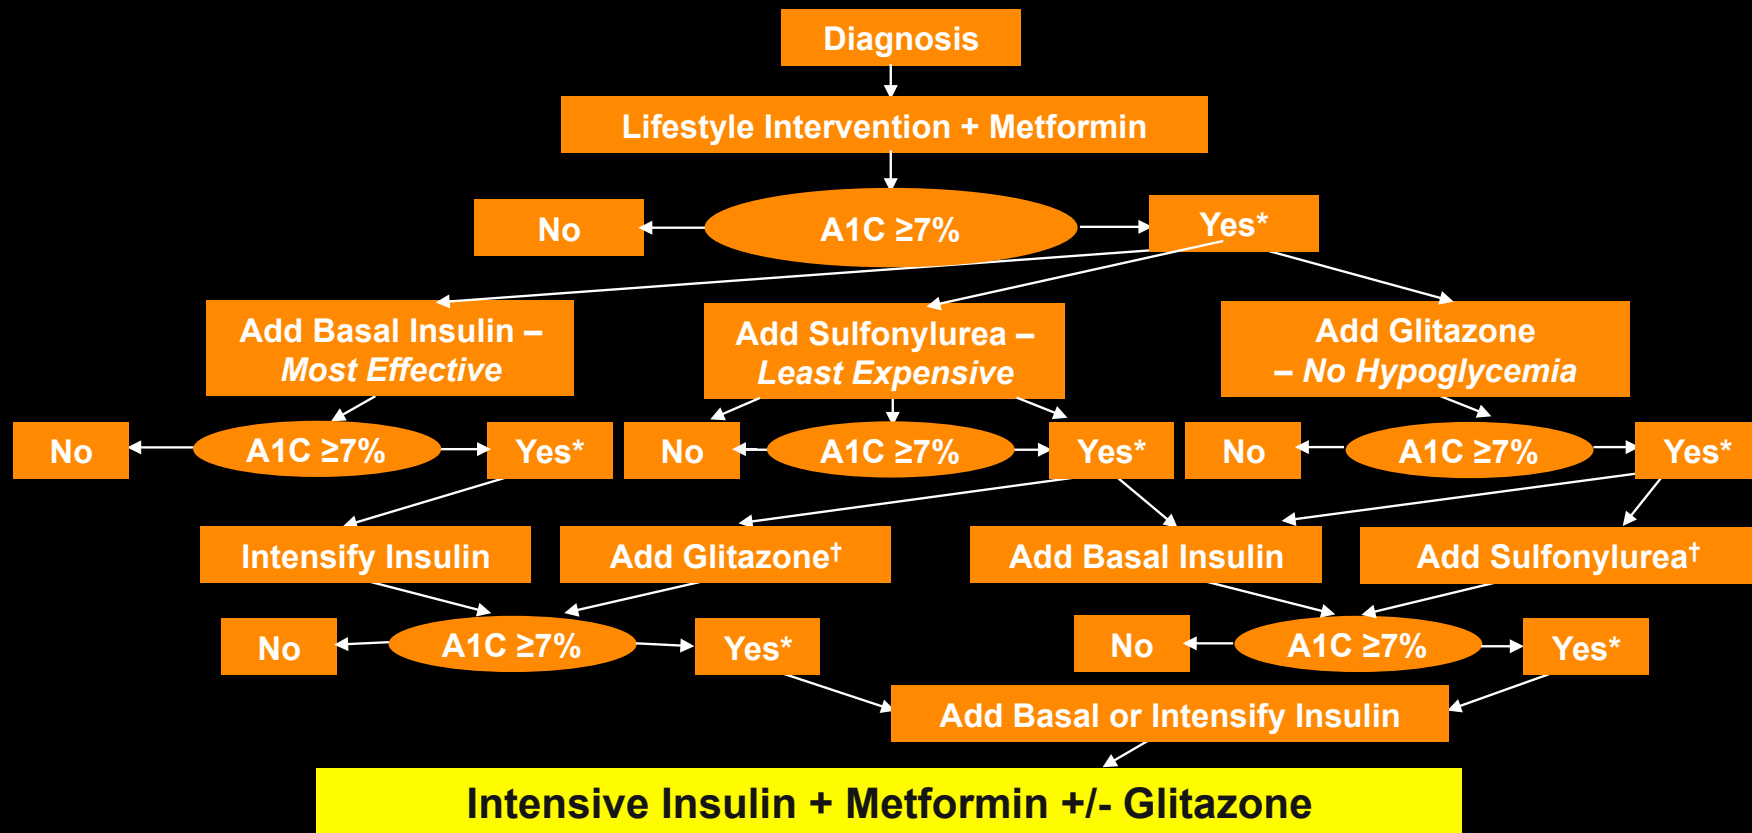 Diagnosis
Lifestyle Intervention + Metformin
No
A1C ≥7%
Yes*
Add Basal Insulin –
Most Effective
Add Sulfonylurea –
Least Expensive
Add Glitazone
– No Hypoglycemia
No
A1C ≥7%
Yes*
No
A1C ≥7%
Yes*
No
A1C ≥7%
Yes*
Intensify Insulin
Add Glitazone†
Add Basal Insulin
Add Sulfonylurea†
No
A1C ≥7%
Yes*
No
A1C ≥7%
Yes*
Add Basal or Intensify Insulin
Intensive Insulin + Metformin +/- Glitazone